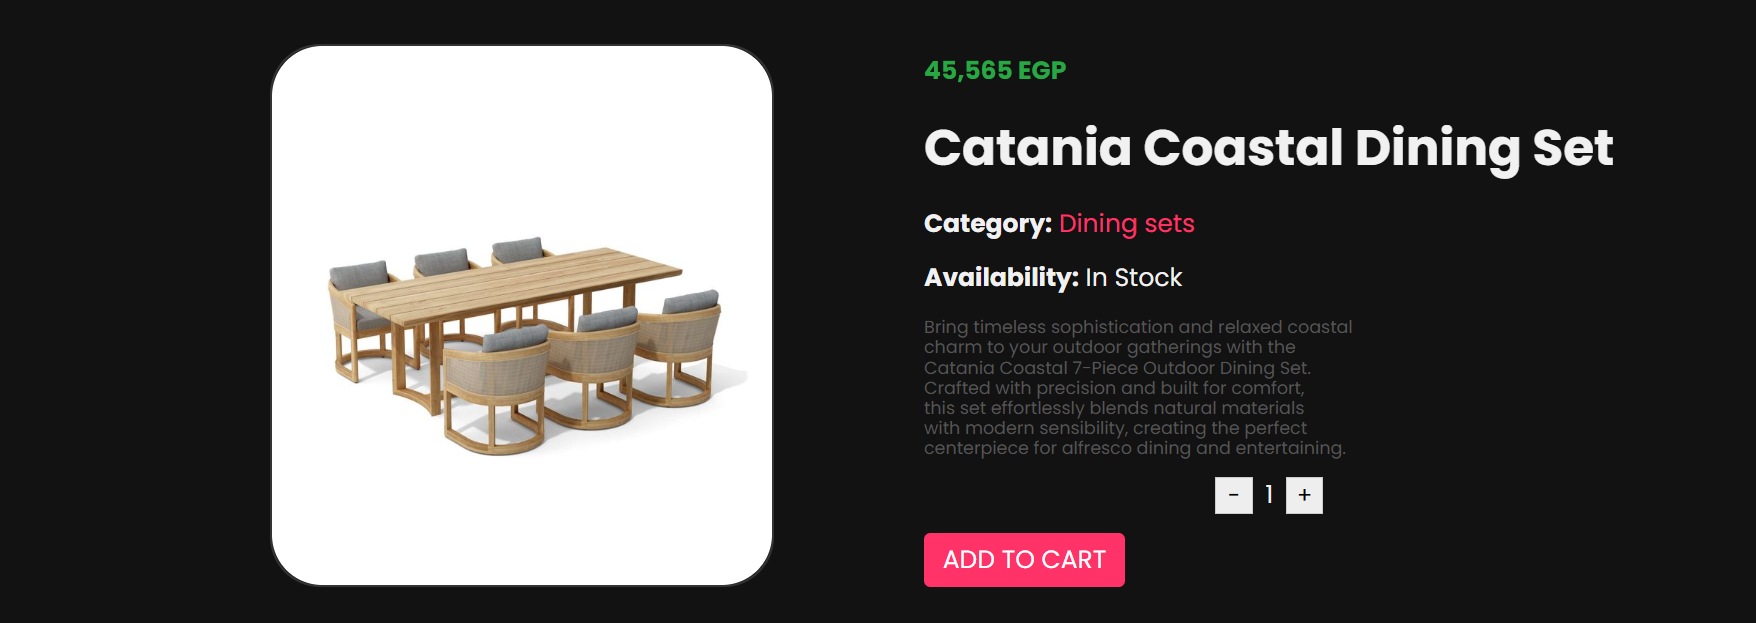 45,565 EGP
Catania Coastal Dining Set
Category: Dining sets
Availability: In Stock
Bring timeless sophistication and relaxed coastal
charm to your outdoor gatherings with the
Catania Coastal 7-Piece Outdoor Dining Set.
Crafted with precision and built for comfort,
this set effortlessly blends natural materials
with modern sensibility, creating the perfect
centerpiece for alfresco dining and entertaining.
- 1 +
ADD TO CART